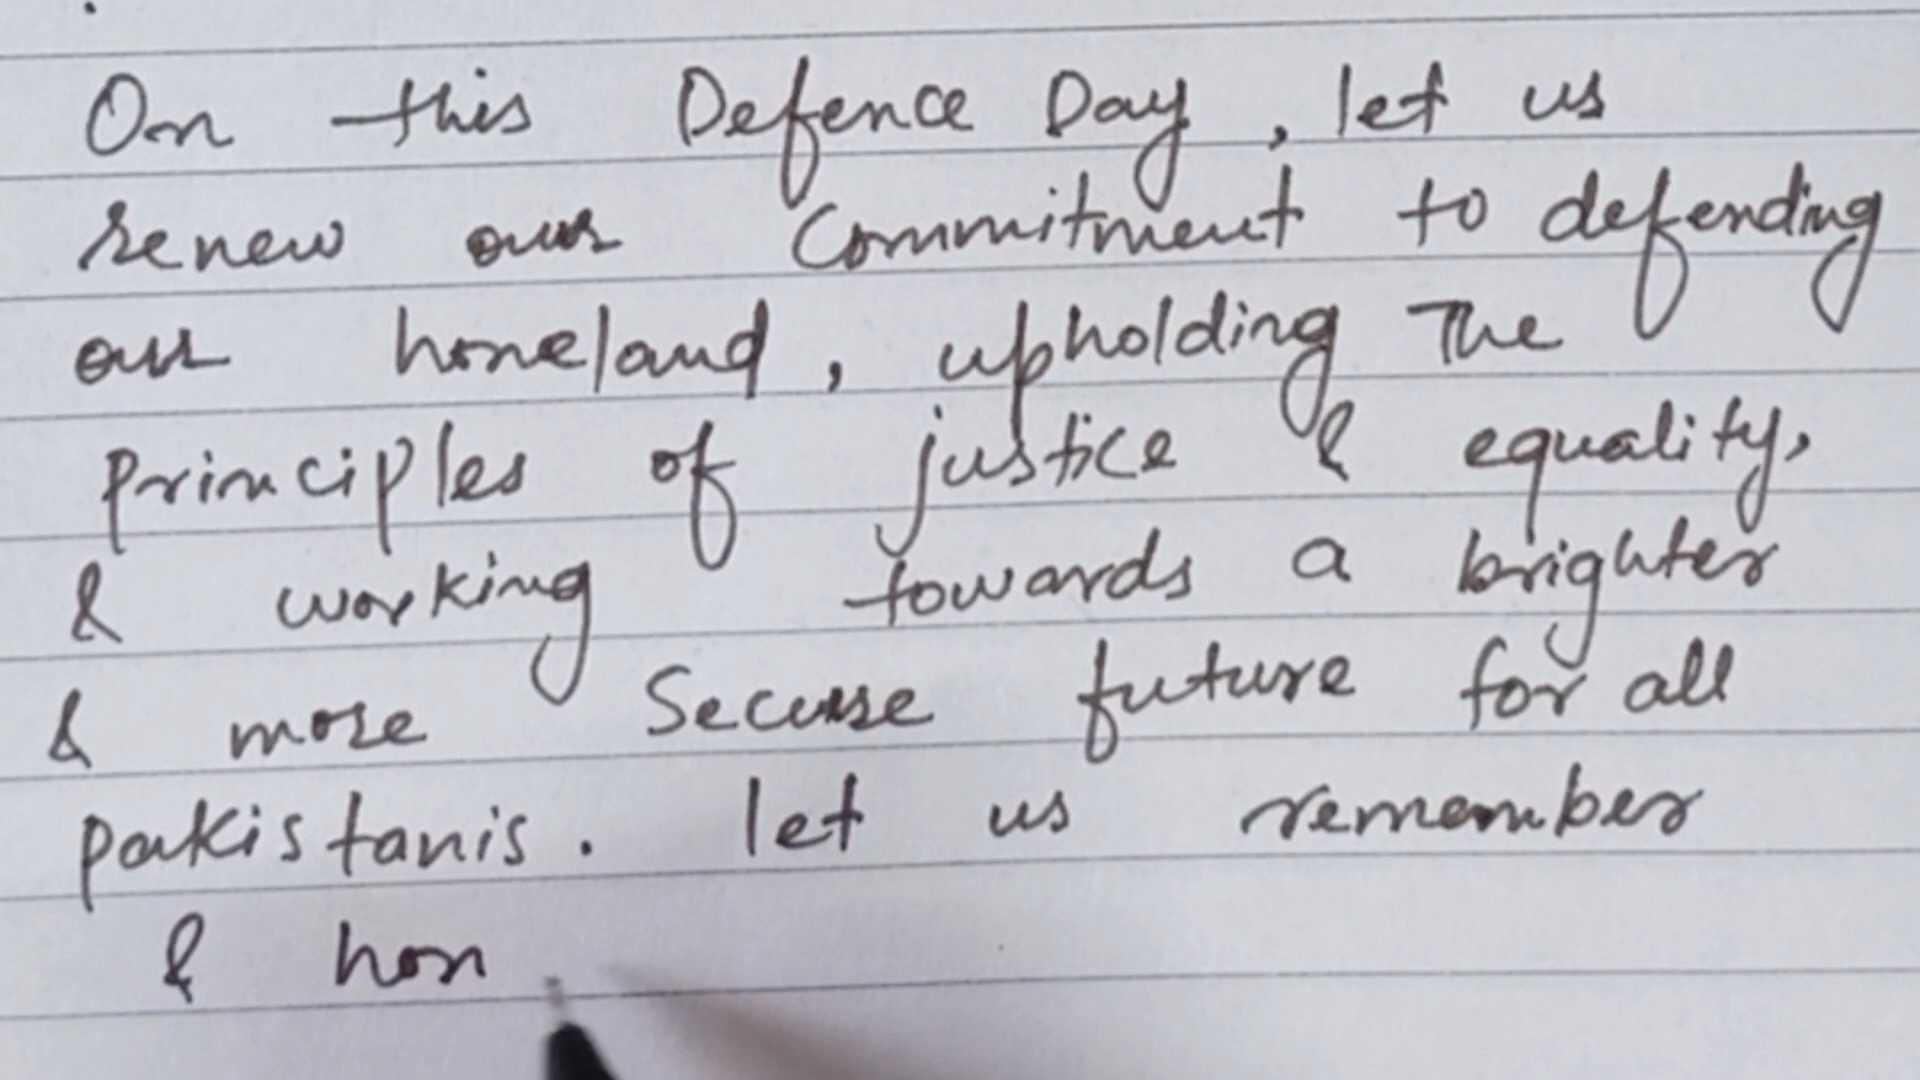 On this Defence Day, let us
renew our Commitment to defending
our homeland, upholding The
principles of justice & equality,
& working towards a brighter
& more Secure future for all
pakistanis. let us remember
& hon